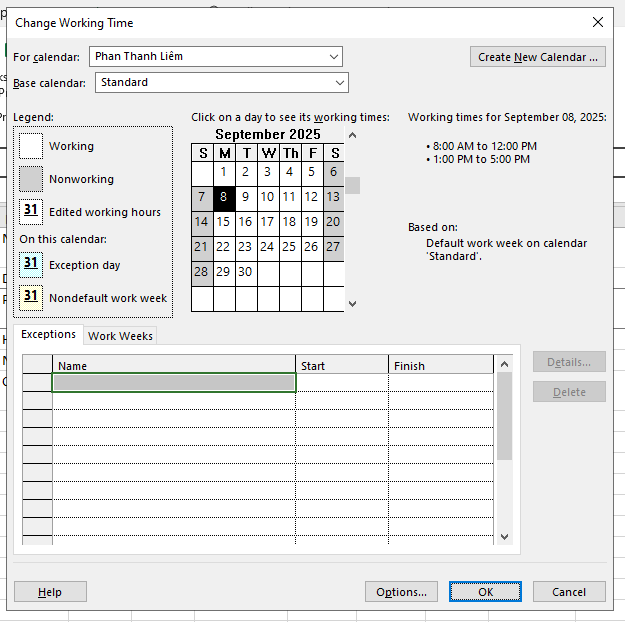 Change Working Time
For calendar: Phan Thanh Liêm
Create New Calendar ...
Base calendar: Standard
Legend:
Working
Nonworking
31 Edited working hours
On this calendar:
31 Exception day
31 Nondefault work week
Click on a day to see its working times:
September 2025
S M T W Th F S
1 2 3 4 5 6
7 8 9 10 11 12 13
14 15 16 17 18 19 20
21 22 23 24 25 26 27
28 29 30
Working times for September 08, 2025:
• 8:00 AM to 12:00 PM
• 1:00 PM to 5:00 PM
Based on:
Default work week on calendar
'Standard'.
Exceptions Work Weeks
Name Start Finish
Details...
Delete
Help Options... OK Cancel